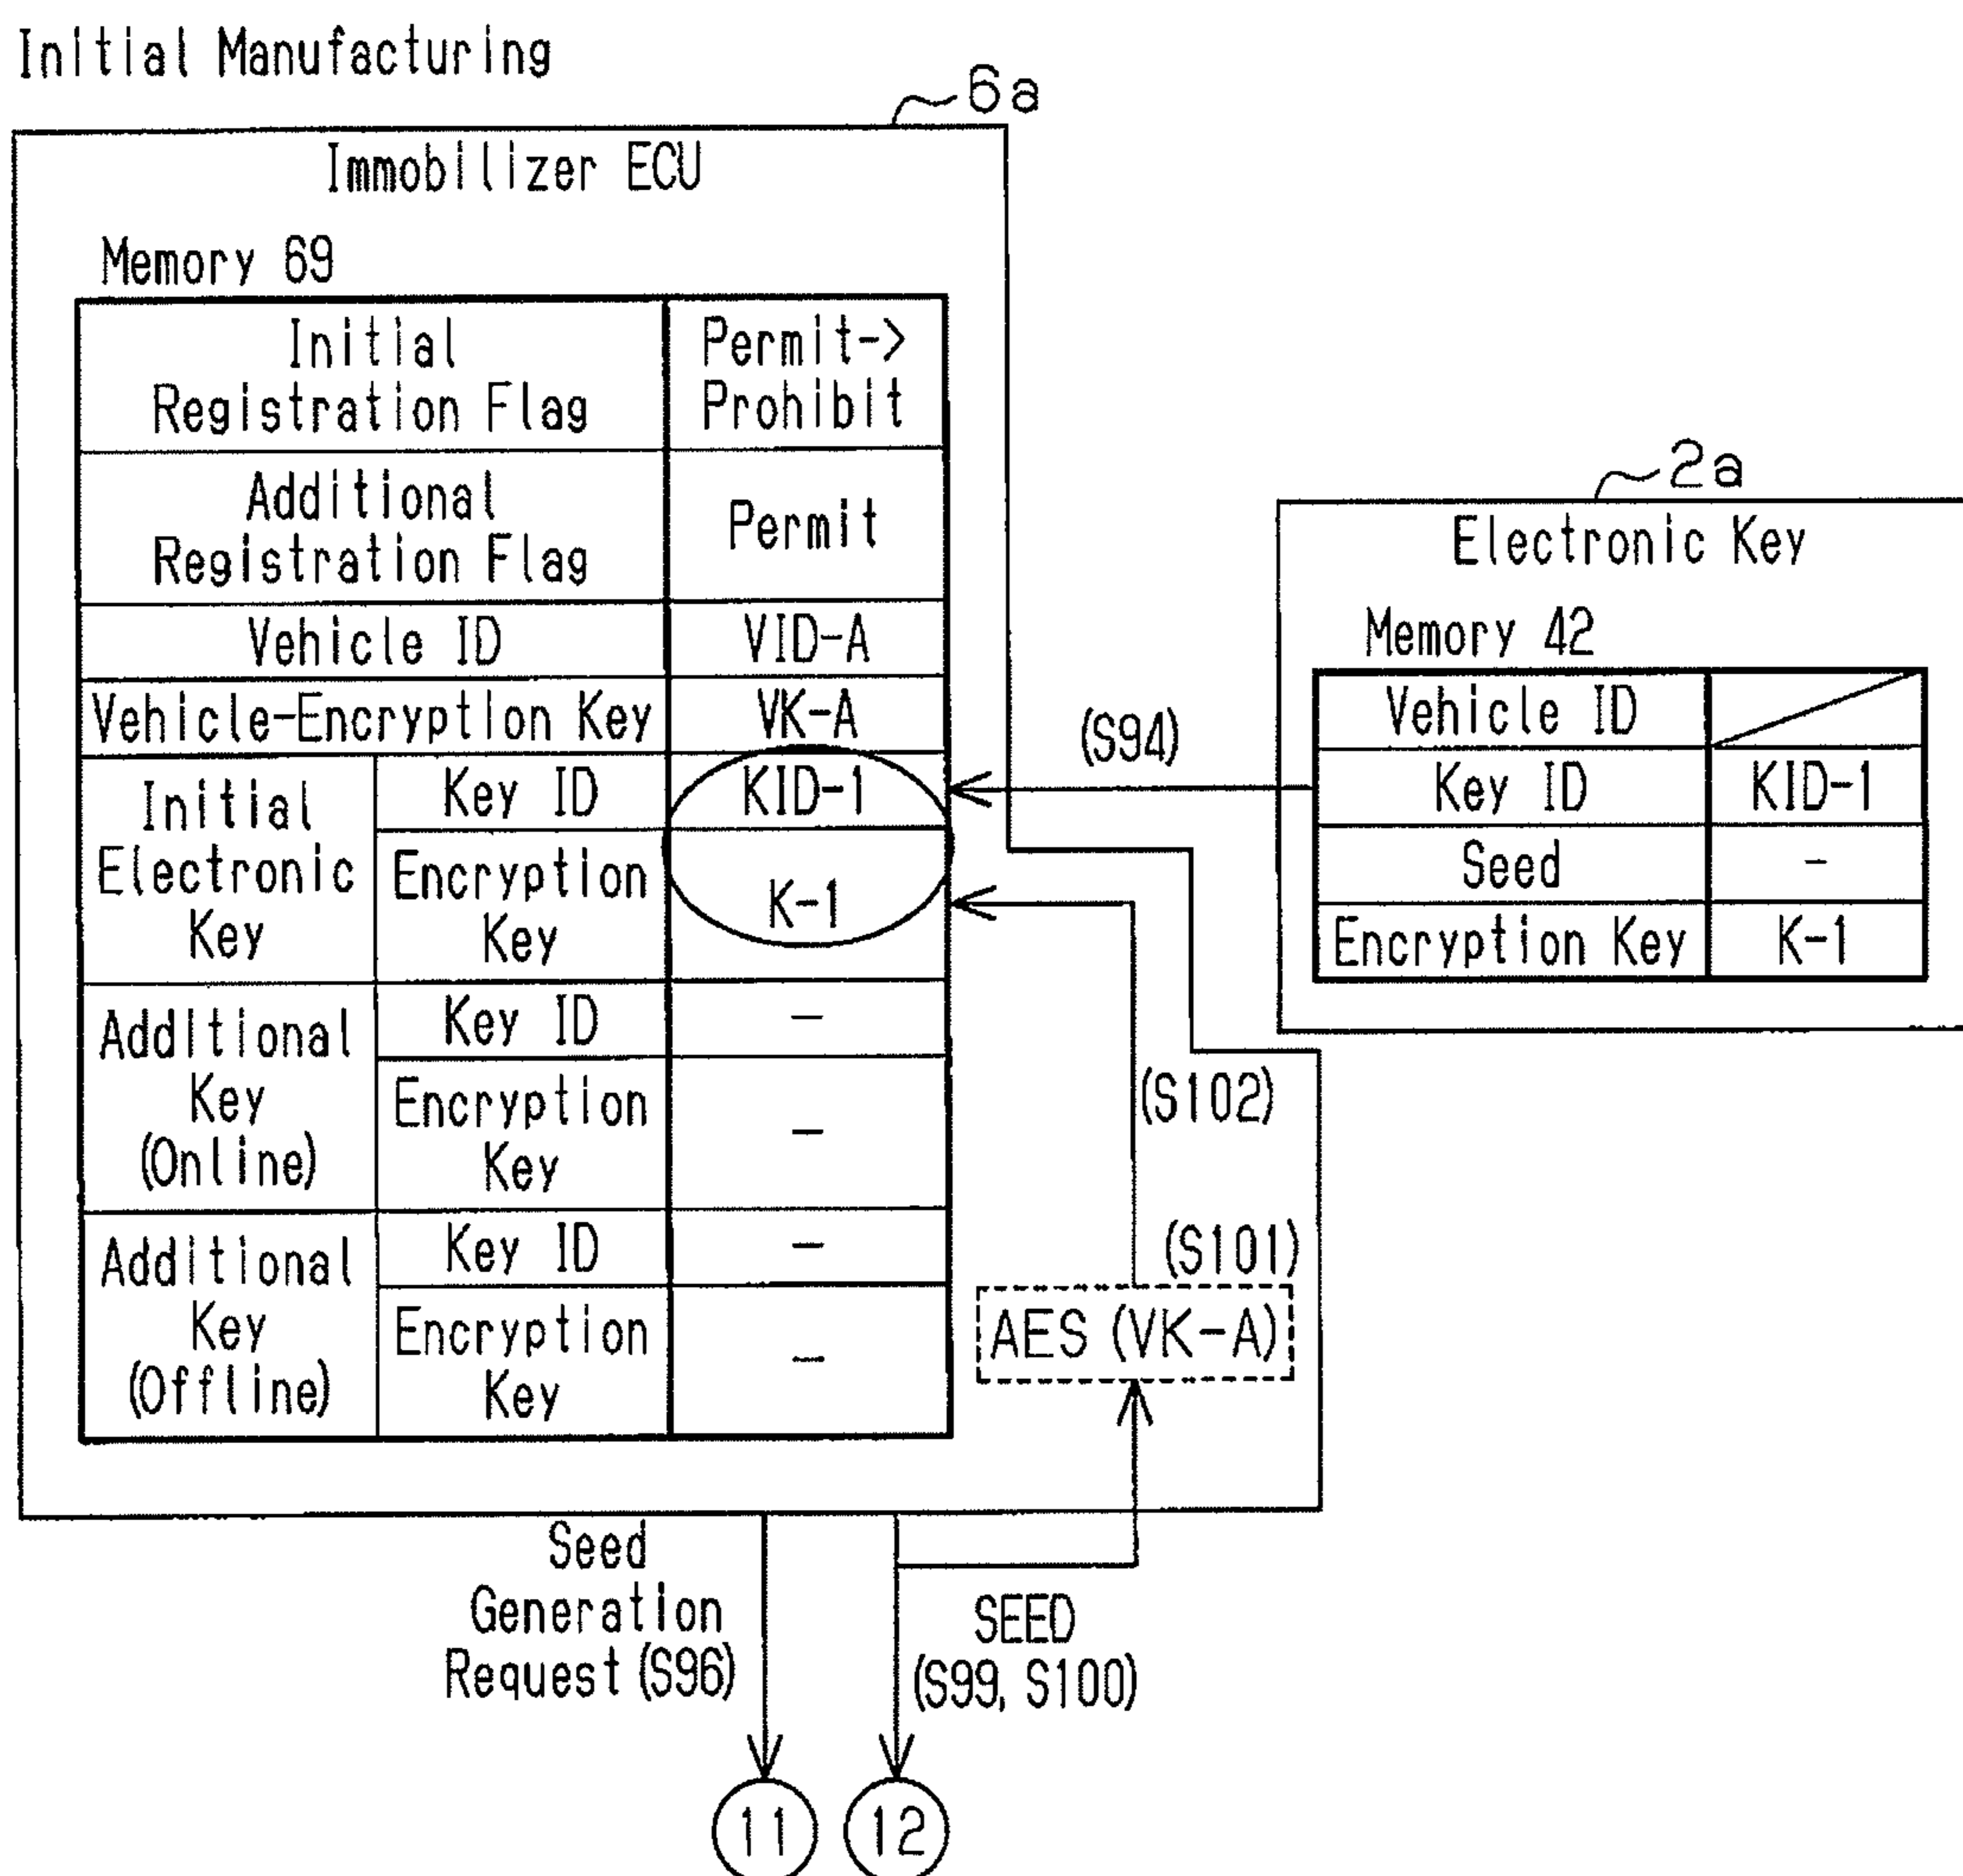 Initial Manufacturing
6a
Immobilizer ECU
Memory 69
Initial
Registration Flag
Permit->
Prohibit
Additional
Registration Flag
Permit
Vehicle ID
VID-A
Vehicle-Encryption Key
VK-A
Initial
Electronic
Key
Key ID
KID-1
Encryption
Key
K-1
Additional
Key
(Online)
Key ID
-
Encryption
Key
-
Additional
Key
(Offline)
Key ID
-
Encryption
Key
-
2a
Electronic Key
Memory 42
Vehicle ID
Key ID
KID-1
Seed
-
Encryption Key
K-1
(S94)
(S102)
(S101)
AES (VK-A)
Seed
Generation
Request (S96)
SEED
(S99, S100)
11
12